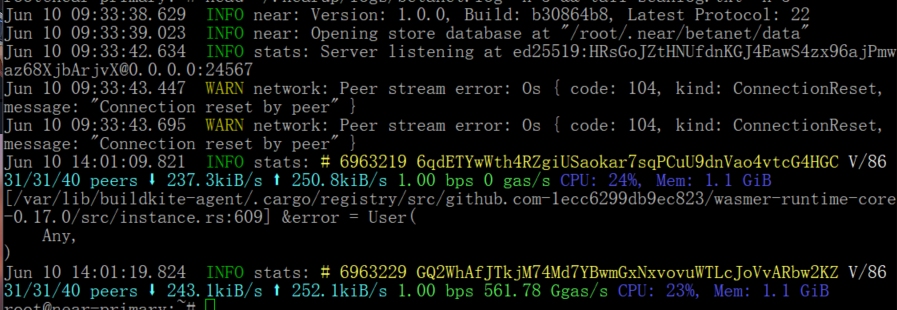 Jun 10 09:33:38.629  INFO near: Version: 1.0.0, Build: b30864b8, Latest Protocol: 22
Jun 10 09:33:39.023  INFO near: Opening store database at "/root/.near/betanet/data"
Jun 10 09:33:42.634  INFO stats: Server listening at ed25519:HRsGoJZtHNUfdnKGJ4EawS4zx96ajPmw
az68XjbArjvX@0.0.0.0:24567
Jun 10 09:33:43.447  WARN network: Peer stream error: Os { code: 104, kind: ConnectionReset,
message: "Connection reset by peer" }
Jun 10 09:33:43.695  WARN network: Peer stream error: Os { code: 104, kind: ConnectionReset,
message: "Connection reset by peer" }
Jun 10 14:01:09.821  INFO stats: # 6963219 6qdETYwWth4RZgiUSaokar7sqPCuU9dnVao4vtcG4HGC V/86
31/31/40 peers ⬇ 237.3kiB/s ⬆ 250.8kiB/s 1.00 bps 0 gas/s CPU: 24%, Mem: 1.1 GiB
[/var/lib/buildkite-agent/.cargo/registry/src/github.com-1ecc6299db9ec823/wasmer-runtime-core
-0.17.0/src/instance.rs:609] &error = User(
    Any,
)
Jun 10 14:01:19.824  INFO stats: # 6963229 GQ2WhAfJTkjM74Md7YBwmGxNxvovuWTLcJoVvARbw2KZ V/86
31/31/40 peers ⬇ 243.1kiB/s ⬆ 252.1kiB/s 1.00 bps 561.78 Ggas/s CPU: 23%, Mem: 1.1 GiB
root@near-primary:~#